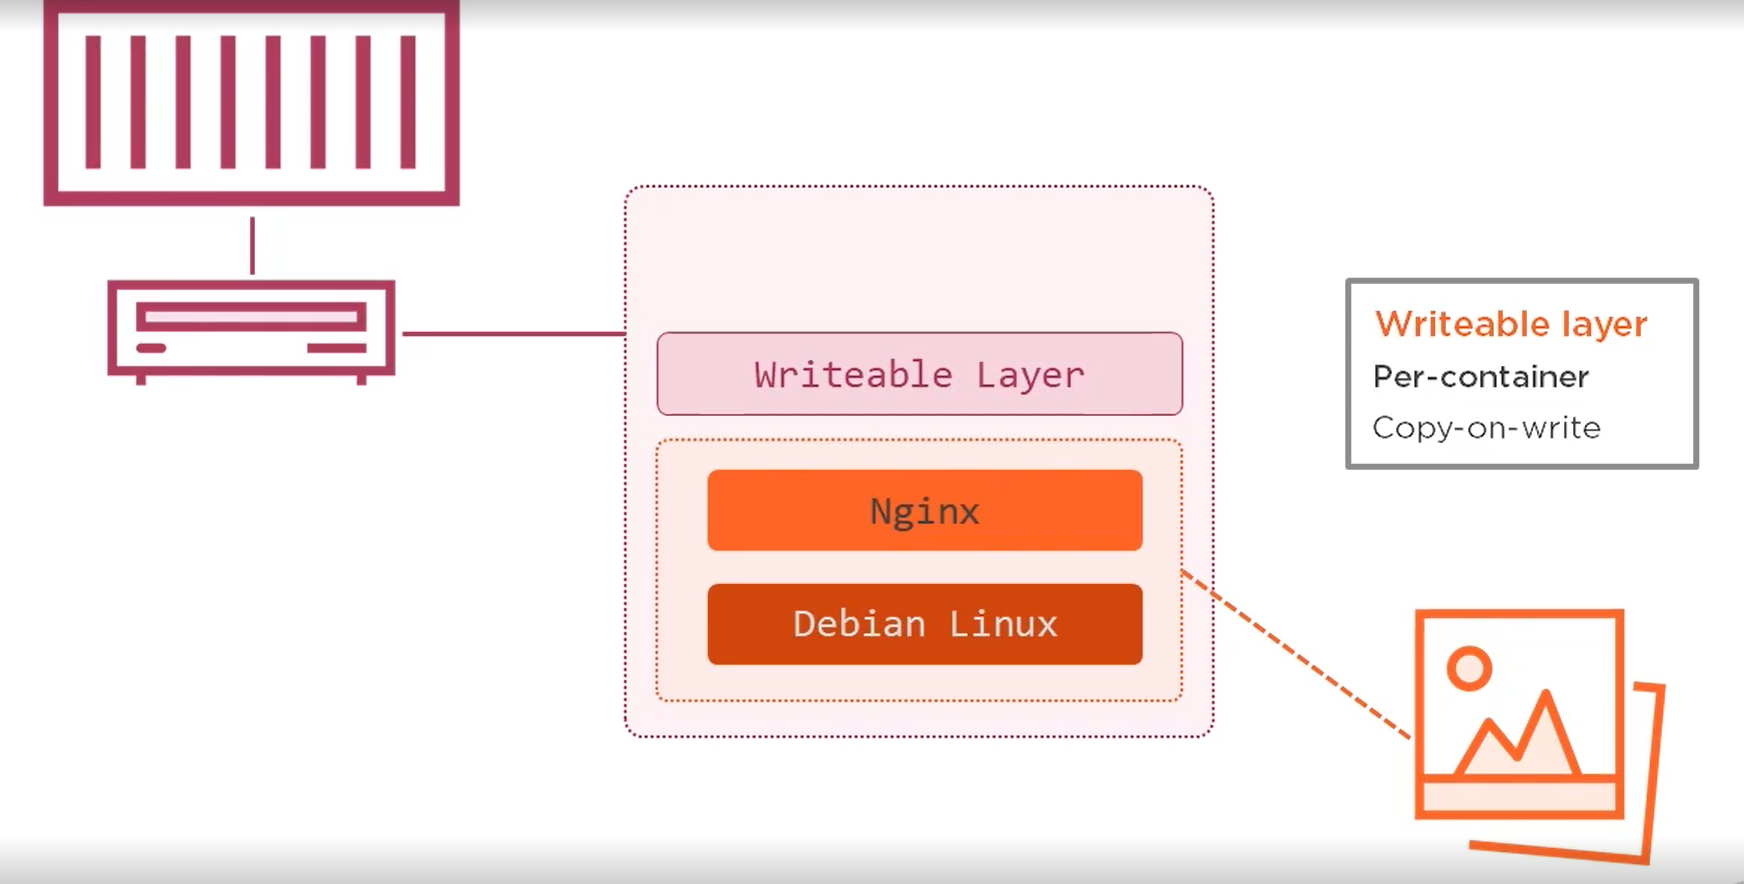 Writeable Layer
Nginx
Debian Linux
Writeable layer
Per-container
Copy-on-write